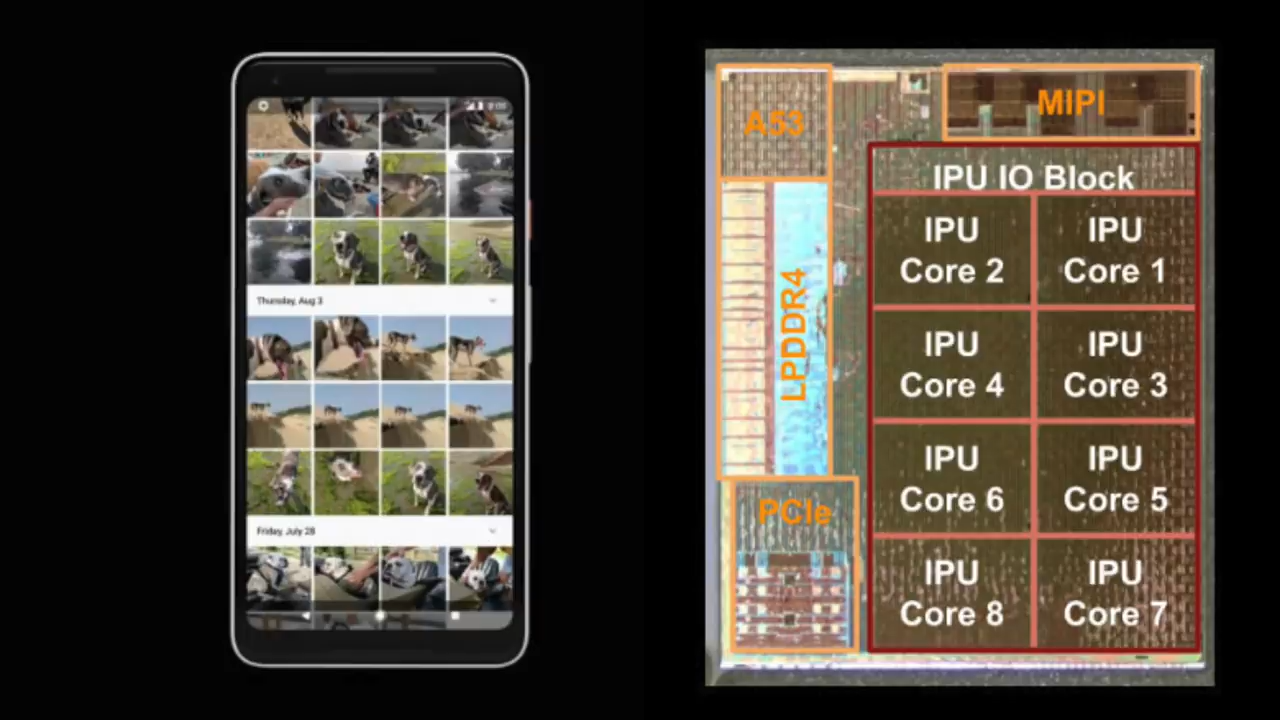 Thursday, Aug 3
Friday, July 28
A53
MIPI
IPU IO Block
IPU
Core 2
IPU
Core 1
LPDDR4
IPU
Core 4
IPU
Core 3
IPU
Core 6
IPU
Core 5
PCIe
IPU
Core 8
IPU
Core 7